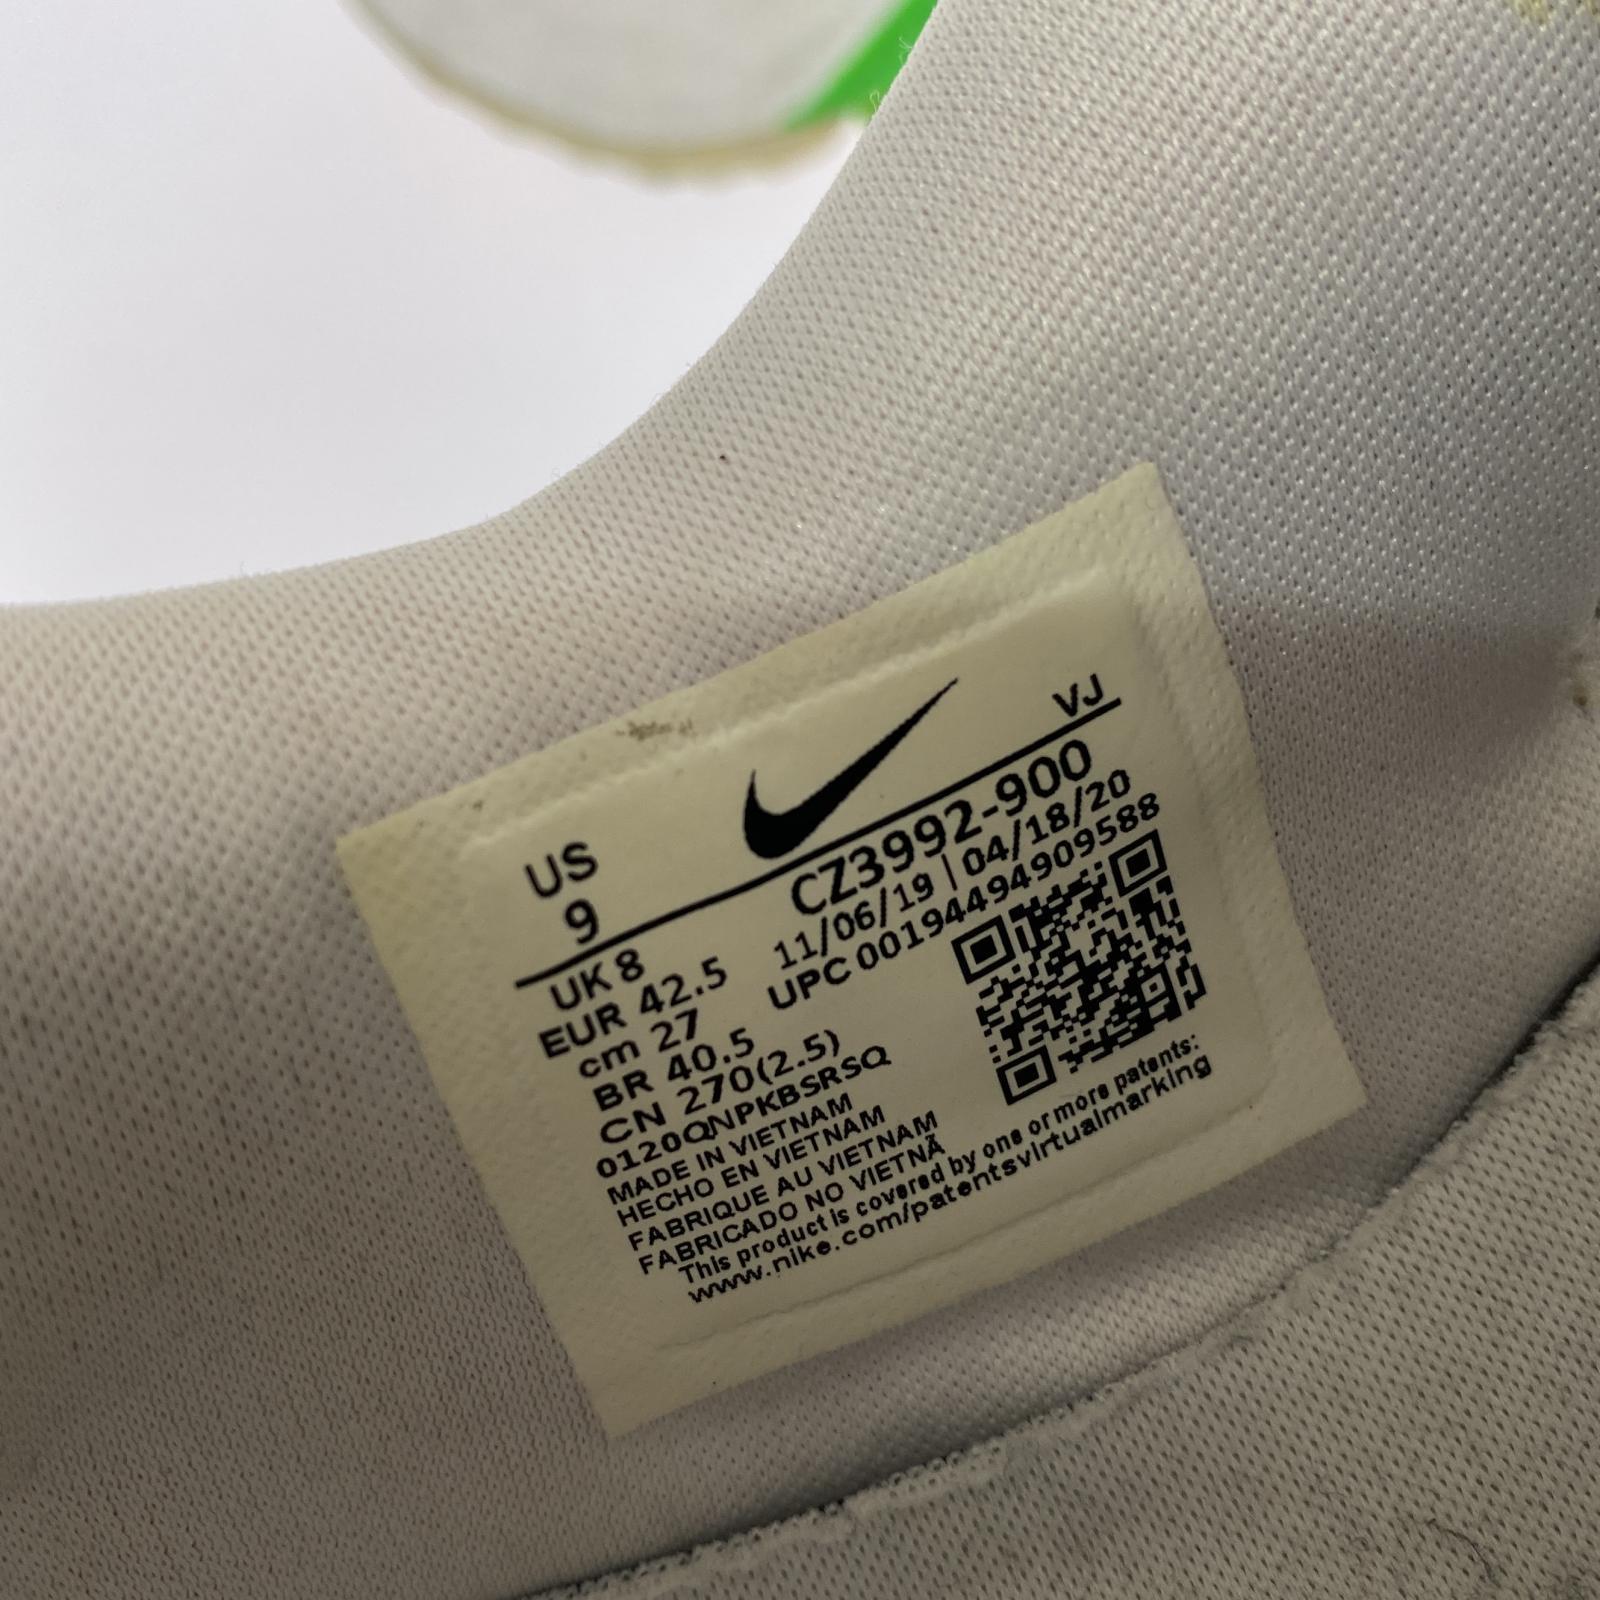 US
9
VJ
UK 8
EUR 42.5
cm 27
BR 40.5
CN 270(2.5)
0120QNPKBSRSQ
MADE IN VIETNAM
HECHO EN VIETNAM
FABRIQUE AU VIETNAM
FABRICADO NO VIETNÃ
CZ3992-900
11/06/19 | 04/18/20
UPC 00194494909588
This product is covered by one or more patents:
www.nike.com/patentsvirtualmarking